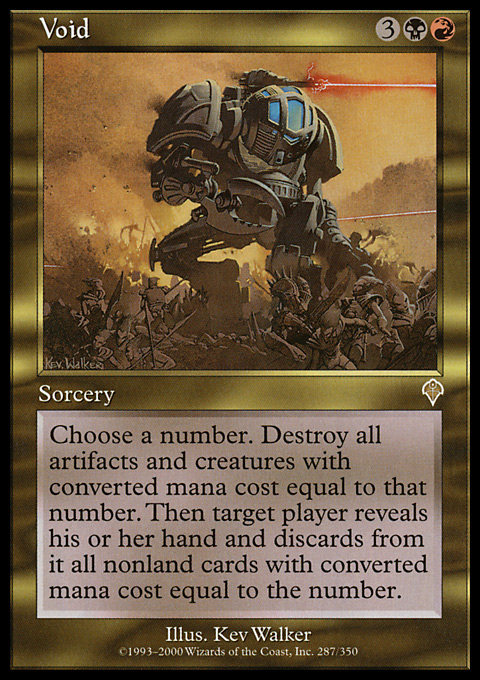 Void 3
Kev. Walker
Sorcery
Choose a number. Destroy all
artifacts and creatures with
converted mana cost equal to that
number. Then target player reveals
his or her hand and discards from
it all nonland cards with converted
mana cost equal to the number.
Illus. Kev Walker
©1993–2000 Wizards of the Coast, Inc. 287/350